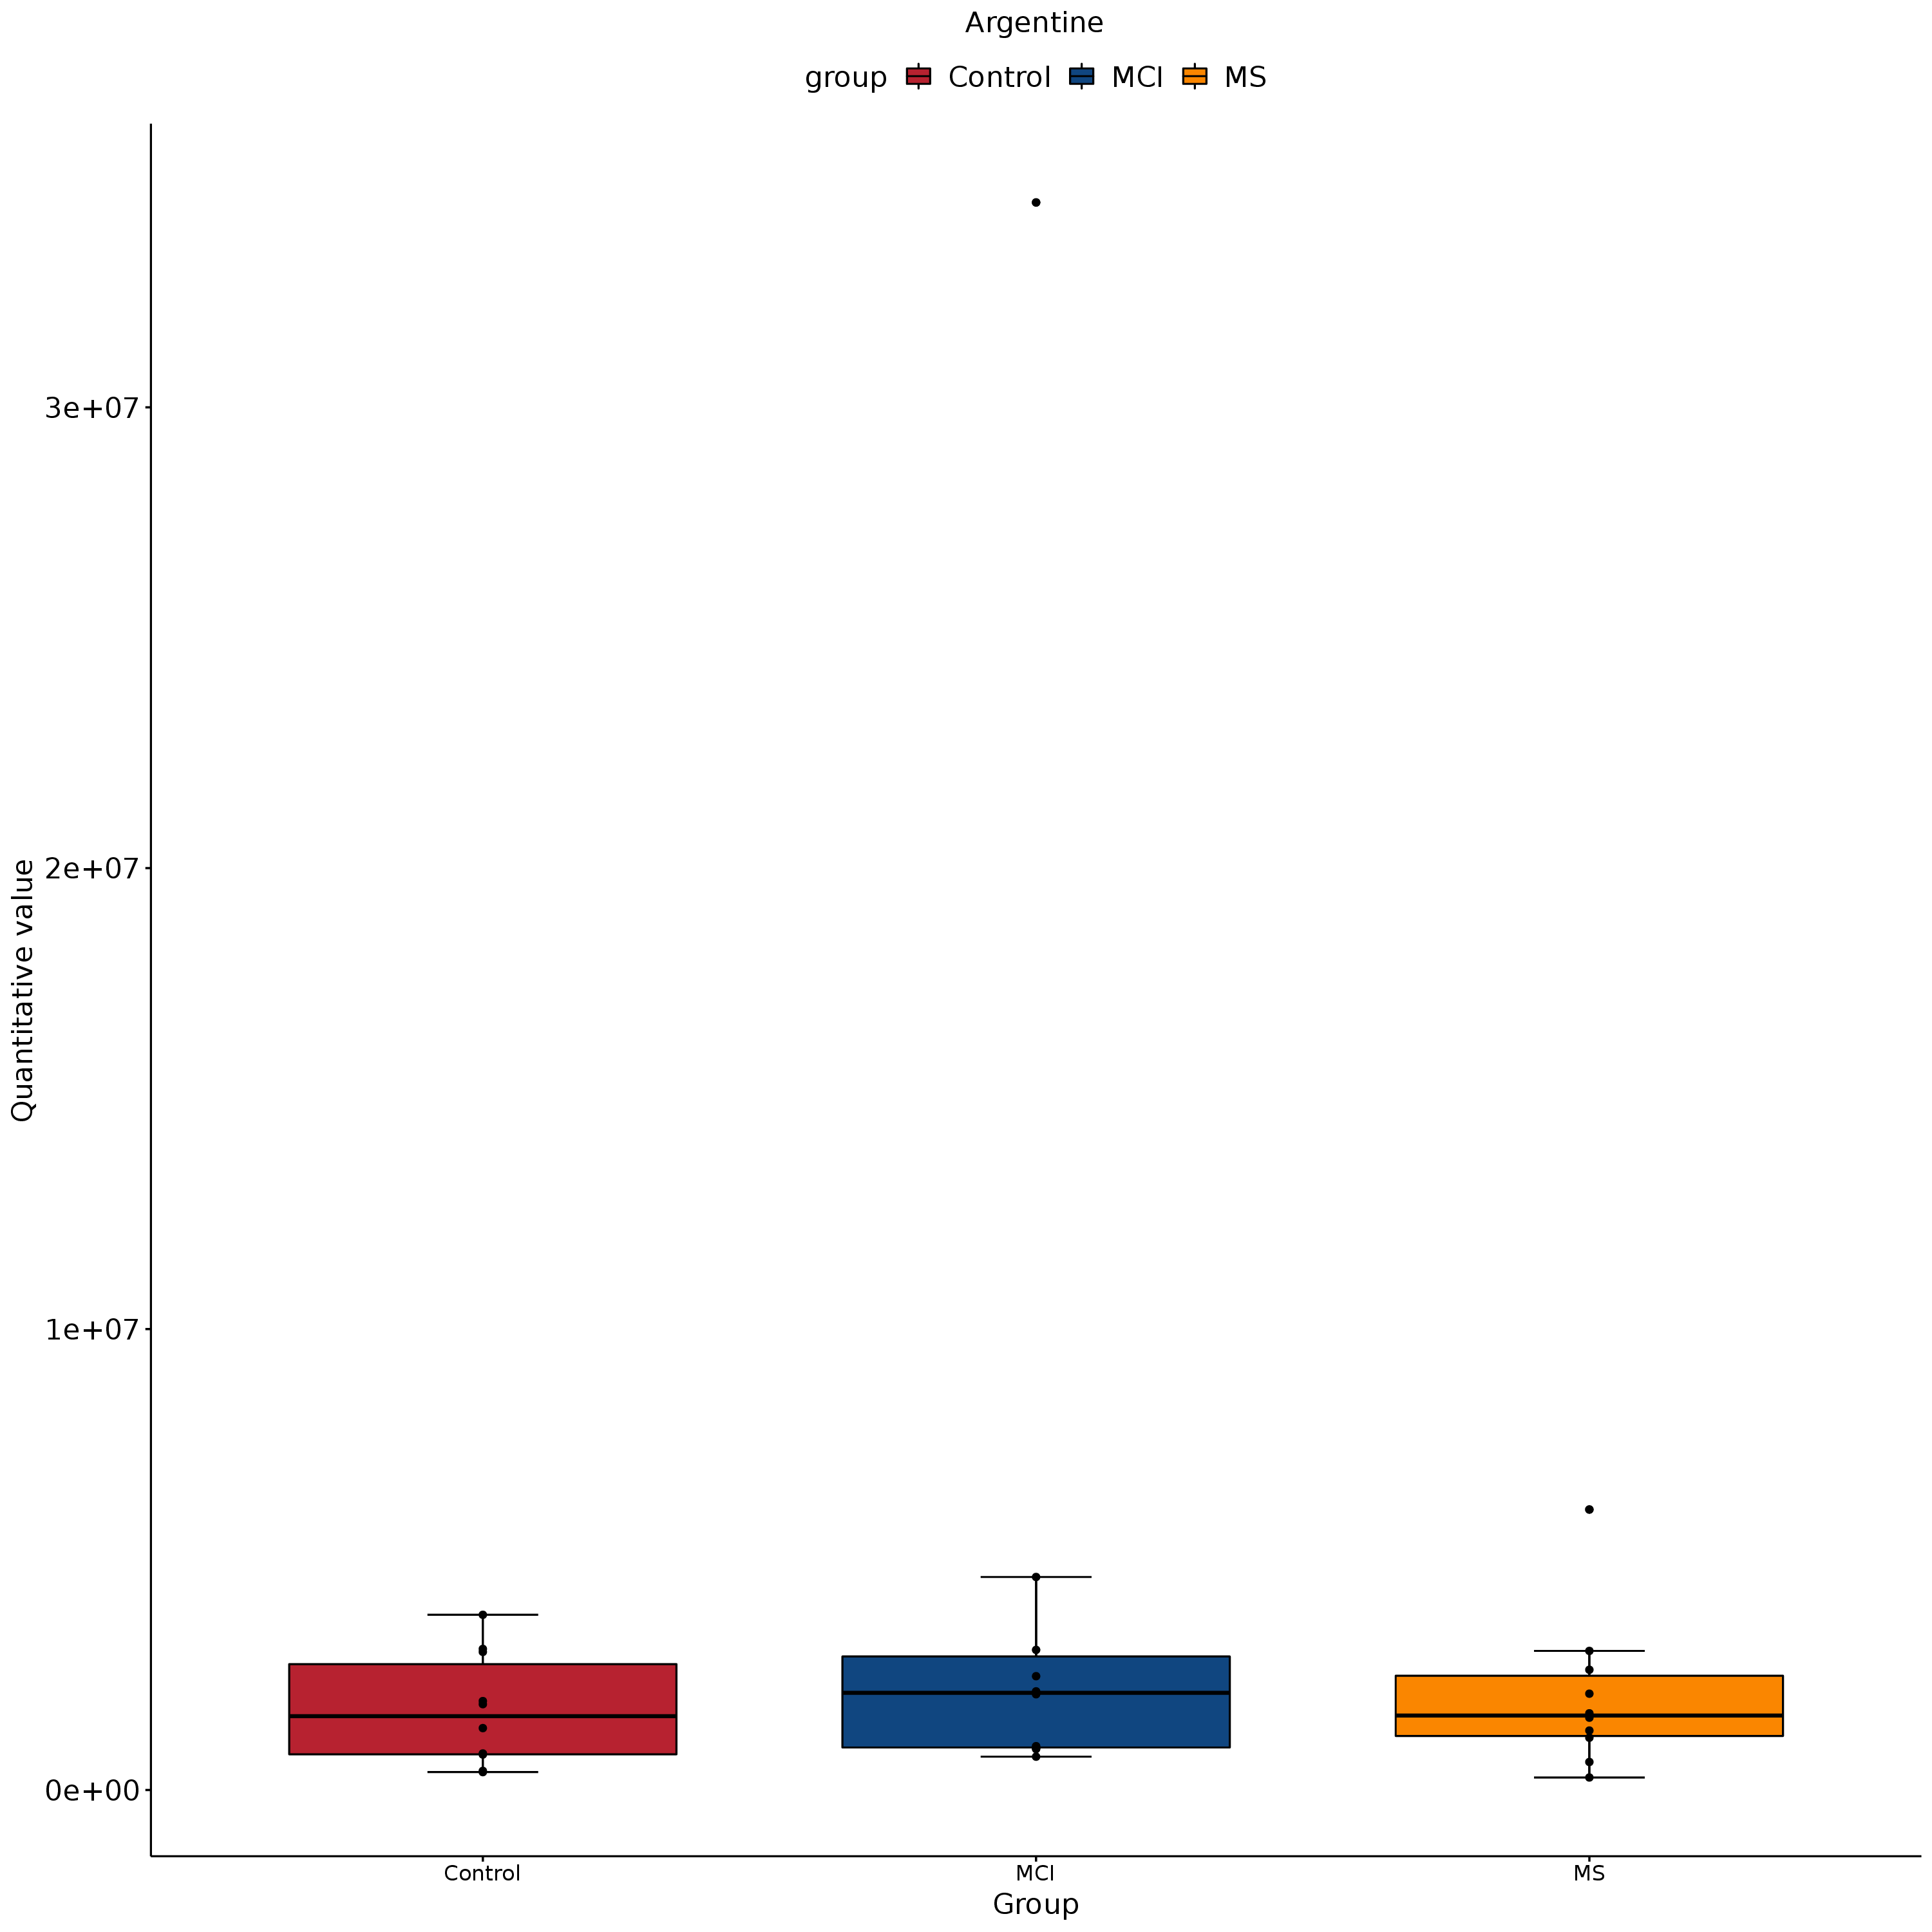 Argentine
group Control MCI MS
3e+07
2e+07
1e+07
0e+00
Quantitative value
Control MCI MS
Group